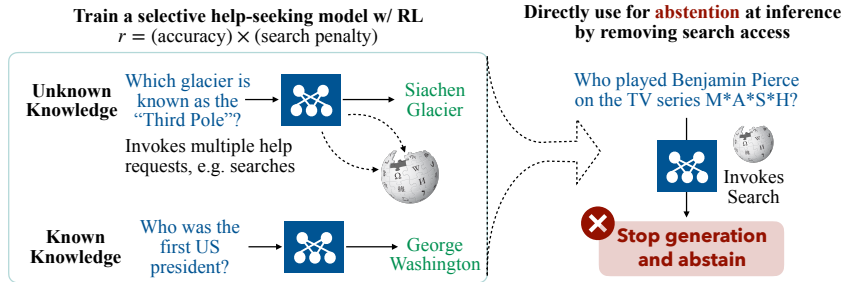 Train a selective help-seeking model w/ RL
r = (accuracy) × (search penalty)
Unknown
Knowledge
Which glacier is
known as the
“Third Pole”?
Siachen
Glacier
Invokes multiple help
requests, e.g. searches
Known
Knowledge
Who was the
first US
president?
George
Washington
Directly use for abstention at inference
by removing search access
Who played Benjamin Pierce
on the TV series M*A*S*H?
Invokes
Search
Stop generation
and abstain